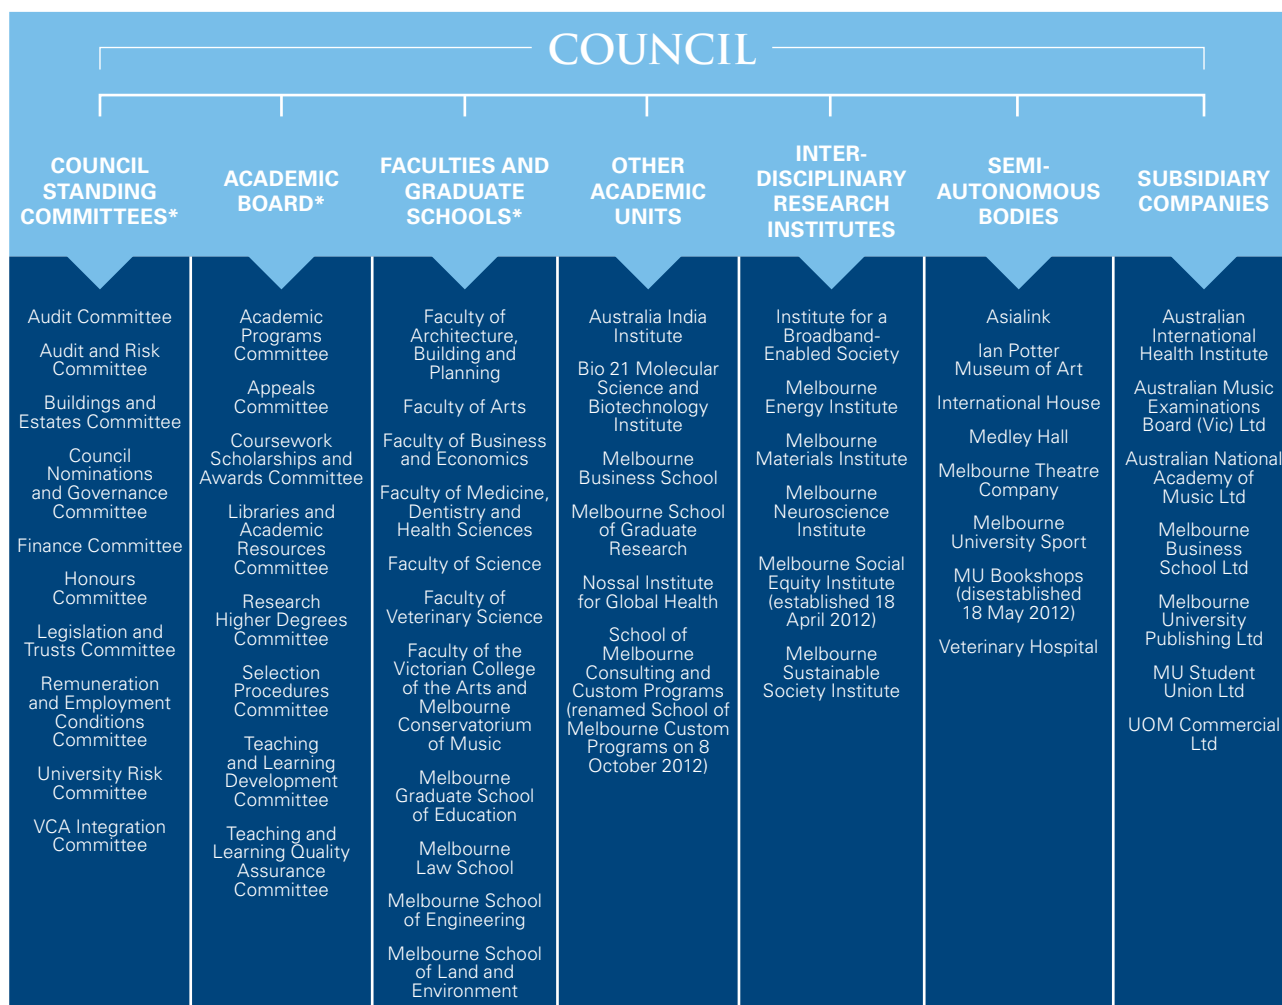 COUNCIL
COUNCIL
STANDING
COMMITTEES*
Audit Committee
Audit and Risk
Committee
Buildings and
Estates Committee
Council
Nominations
and Governance
Committee
Finance Committee
Honours
Committee
Legislation and
Trusts Committee
Remuneration
and Employment
Conditions
Committee
University Risk
Committee
VCA Integration
Committee
ACADEMIC
BOARD*
Academic
Programs
Committee
Appeals
Committee
Coursework
Scholarships and
Awards Committee
Libraries and
Academic
Resources
Committee
Research
Higher Degrees
Committee
Selection
Procedures
Committee
Teaching
and Learning
Development
Committee
Teaching and
Learning Quality
Assurance
Committee
FACULTIES AND
GRADUATE
SCHOOLS*
Faculty of
Architecture,
Building and
Planning
Faculty of Arts
Faculty of Business
and Economics
Faculty of Medicine,
Dentistry and
Health Sciences
Faculty of Science
Faculty of
Veterinary Science
Faculty of the
Victorian College
of the Arts and
Melbourne
Conservatorium
of Music
Melbourne
Graduate School
of Education
Melbourne
Law School
Melbourne School
of Engineering
Melbourne School
of Land and
Environment
OTHER
ACADEMIC
UNITS
Australia India
Institute
Bio 21 Molecular
Science and
Biotechnology
Institute
Melbourne
Business School
Melbourne School
of Graduate
Research
Nossal Institute
for Global Health
School of
Melbourne
Consulting and
Custom Programs
(renamed School of
Melbourne Custom
Programs on 8
October 2012)
INTER-
DISCIPLINARY
RESEARCH
INSTITUTES
Institute for a
Broadband-
Enabled Society
Melbourne
Energy Institute
Melbourne
Materials Institute
Melbourne
Neuroscience
Institute
Melbourne Social
Equity Institute
(established 18
April 2012)
Melbourne
Sustainable
Society Institute
SEMI-
AUTONOMOUS
BODIES
Asialink
Ian Potter
Museum of Art
International House
Medley Hall
Melbourne Theatre
Company
Melbourne
University Sport
MU Bookshops
(disestablished
18 May 2012)
Veterinary Hospital
SUBSIDIARY
COMPANIES
Australian
International
Health Institute
Australian Music
Examinations
Board (Vic) Ltd
Australian National
Academy of
Music Ltd
Melbourne
Business
School Ltd
Melbourne
University
Publishing Ltd
MU Student
Union Ltd
UOM Commercial
Ltd